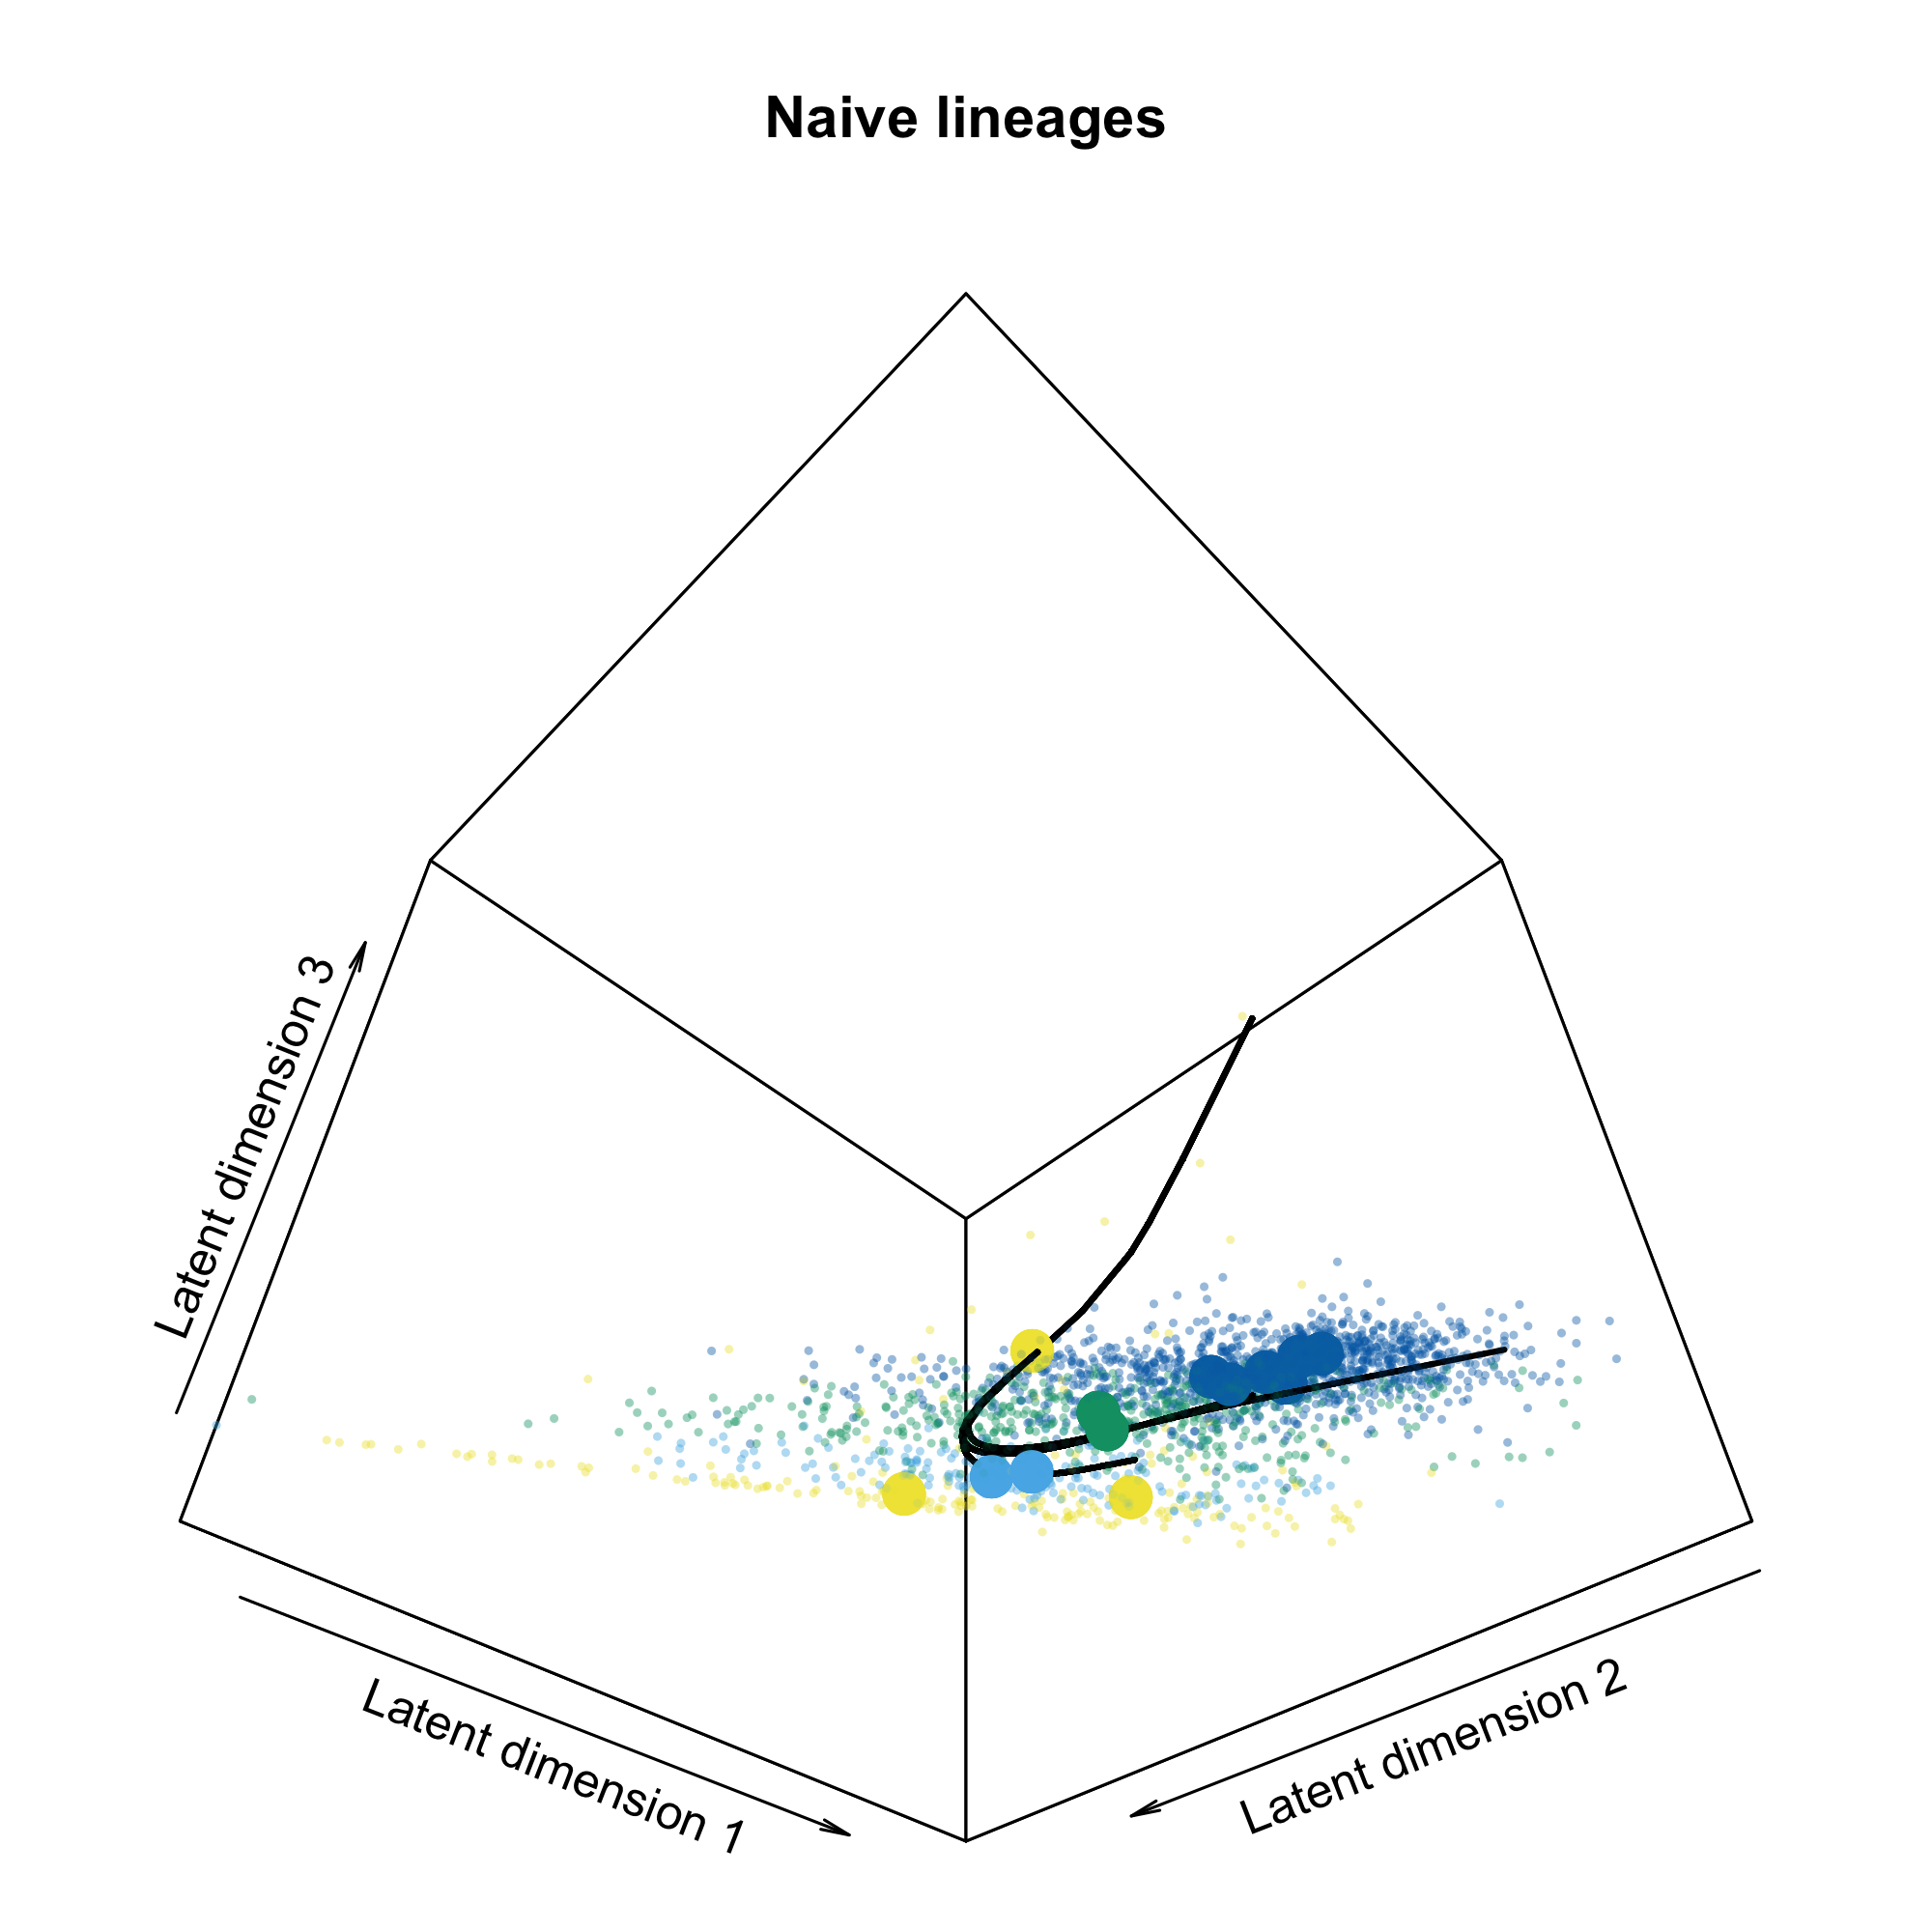 Naive lineages
Latent dimension 3
Latent dimension 1
Latent dimension 2